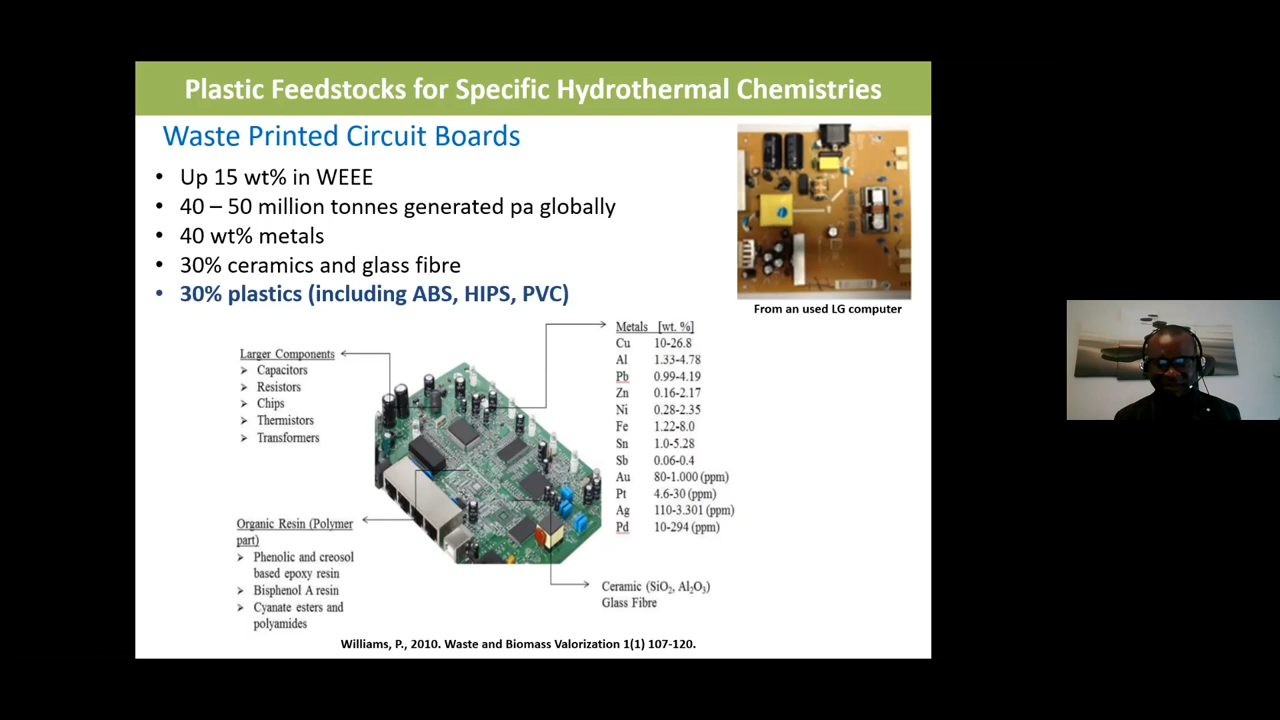 Plastic Feedstocks for Specific Hydrothermal Chemistries
Waste Printed Circuit Boards
• Up 15 wt% in WEEE
• 40 – 50 million tonnes generated pa globally
• 40 wt% metals
• 30% ceramics and glass fibre
• 30% plastics (including ABS, HIPS, PVC)
From an used LG computer
Larger Components
➢ Capacitors
➢ Resistors
➢ Chips
➢ Thermistors
➢ Transformers
Metals [wt. %]
Cu 10-26.8
Al 1.33-4.78
Pb 0.99-4.19
Zn 0.16-2.17
Ni 0.28-2.35
Fe 1.22-8.0
Sn 1.0-5.28
Sb 0.06-0.4
Au 80-1.000 (ppm)
Pt 4.6-30 (ppm)
Ag 110-3.301 (ppm)
Pd 10-294 (ppm)
Organic Resin (Polymer
part)
➢ Phenolic and creosol
based epoxy resin
➢ Bisphenol A resin
➢ Cyanate esters and
polyamides
Ceramic (SiO₂, Al₂O₃)
Glass Fibre
Williams, P., 2010. Waste and Biomass Valorization 1(1) 107-120.